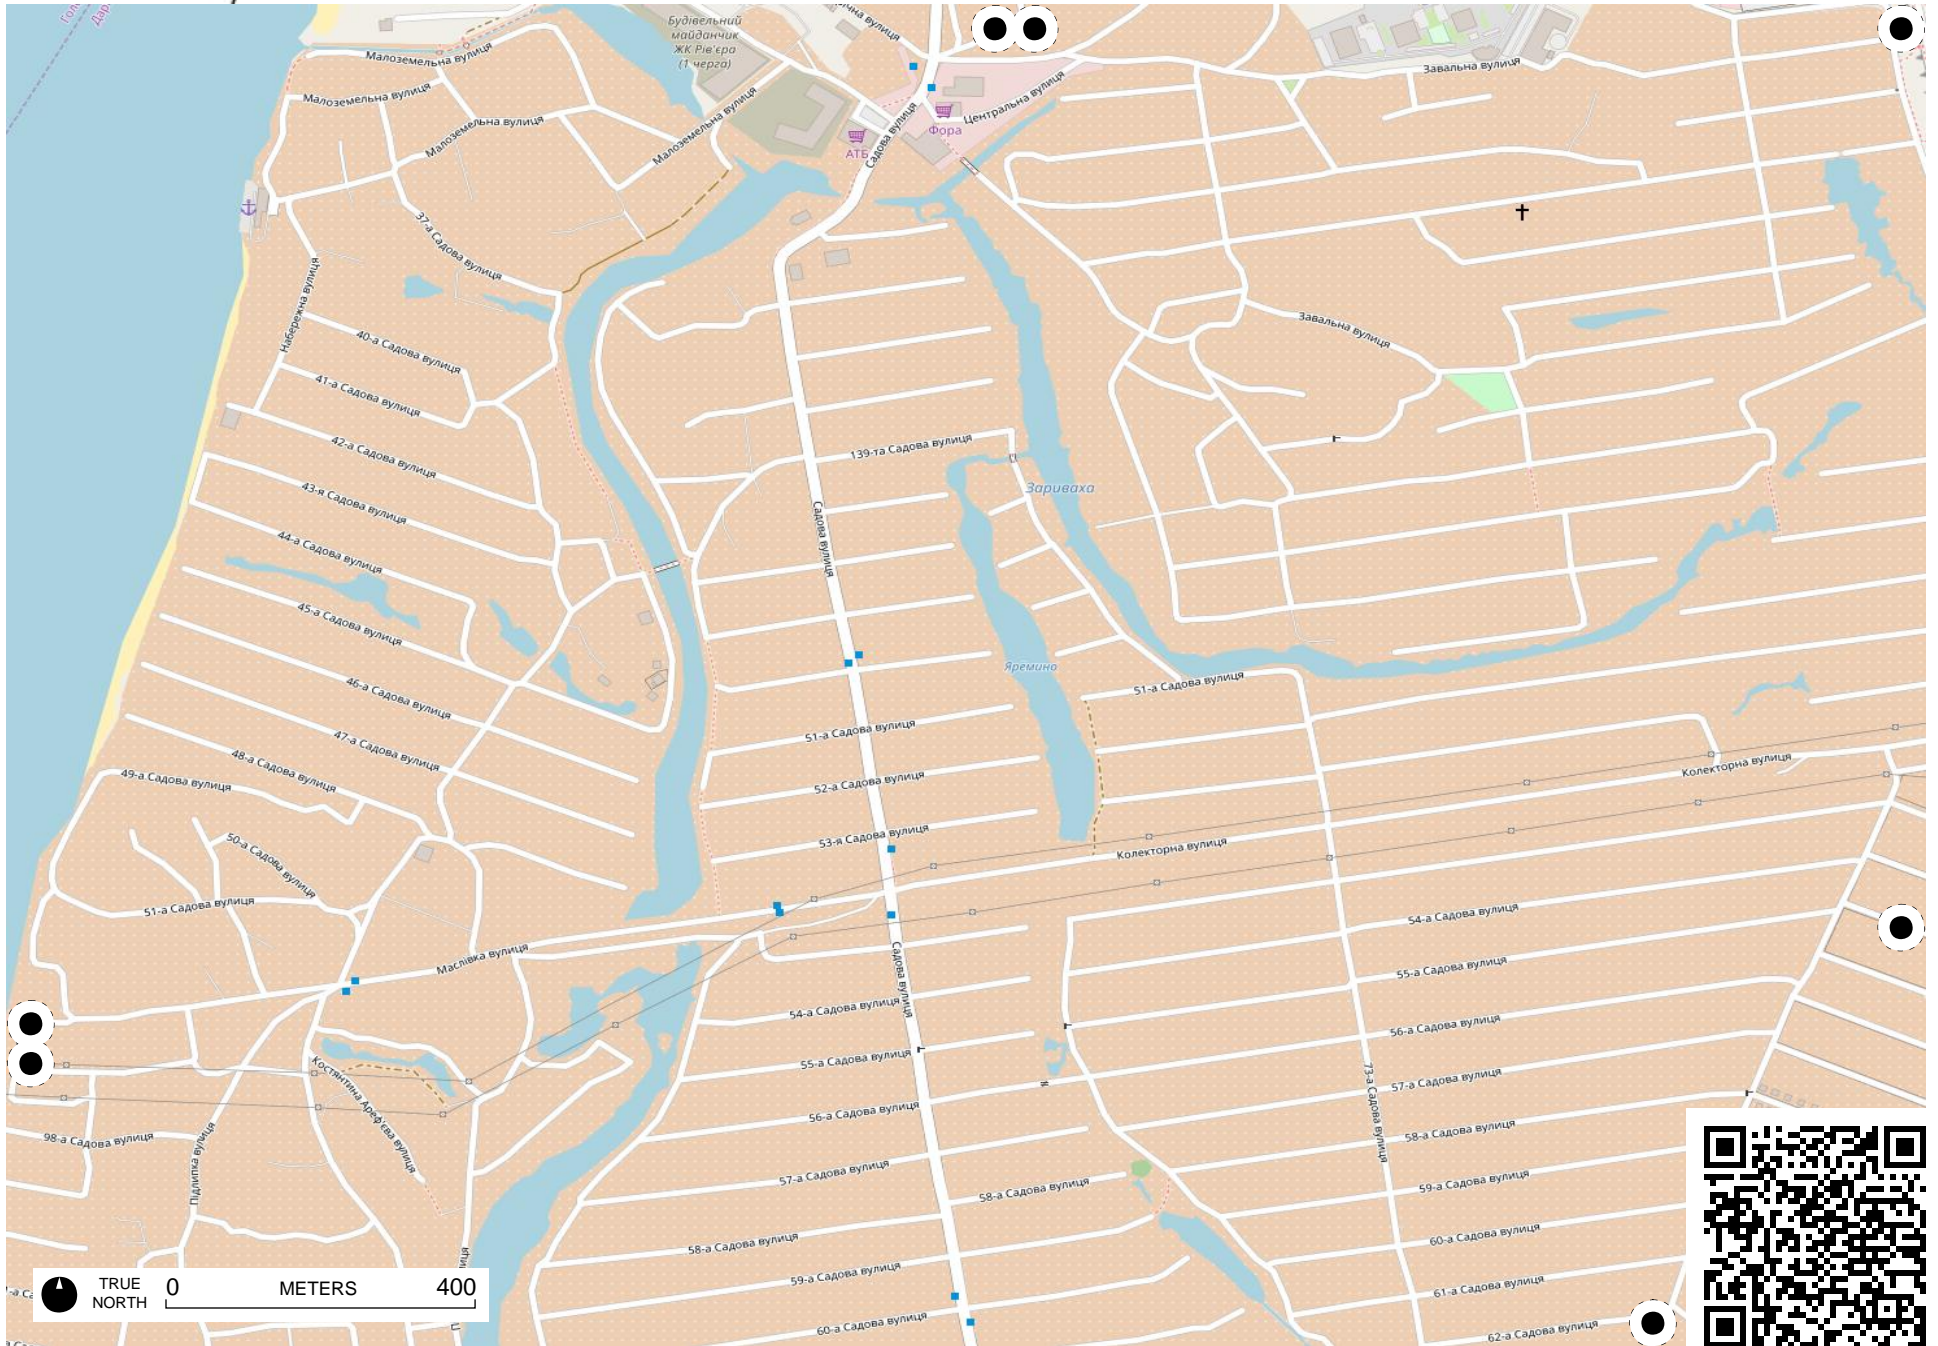 Будівельний
майданчик
ЖК Рів'єра
(1 черга)
Малоземельна вулиця
Завальна вулиця
Малоземельна вулиця
Центральна вулиця
Малоземельна вулиця
Малоземельна вулиця
Фора
АТБ
Садова вулиця
37-а Садова вулиця
Набережна вулиця
40-а Садова вулиця
Завальна вулиця
41-а Садова вулиця
42-а Садова вулиця
139-та Садова вулиця
43-я Садова вулиця
Зариваха
Садова вулиця
44-а Садова вулиця
45-а Садова вулиця
Яремино
46-а Садова вулиця
51-а Садова вулиця
51-а Садова вулиця
47-а Садова вулиця
48-а Садова вулиця
49-а Садова вулиця
52-а Садова вулиця
Колекторна вулиця
53-я Садова вулиця
Колекторна вулиця
50-а Садова вулиця
51-а Садова вулиця
54-а Садова вулиця
Маслівка вулиця
Садова вулиця
55-а Садова вулиця
54-а Садова вулиця
56-а Садова вулиця
55-а Садова вулиця
Костянтина Ареф'єва вулиця
57-а Садова вулиця
73-а Садова вулиця
56-а Садова вулиця
98-а Садова вулиця
58-а Садова вулиця
Підлипка вулиця
57-а Садова вулиця
58-а Садова вулиця
59-а Садова вулиця
58-а Садова вулиця
60-а Садова вулиця
59-а Садова вулиця
61-а Садова вулиця
60-а Садова вулиця
62-а Садова вулиця
TRUE
NORTH
0 METERS 400